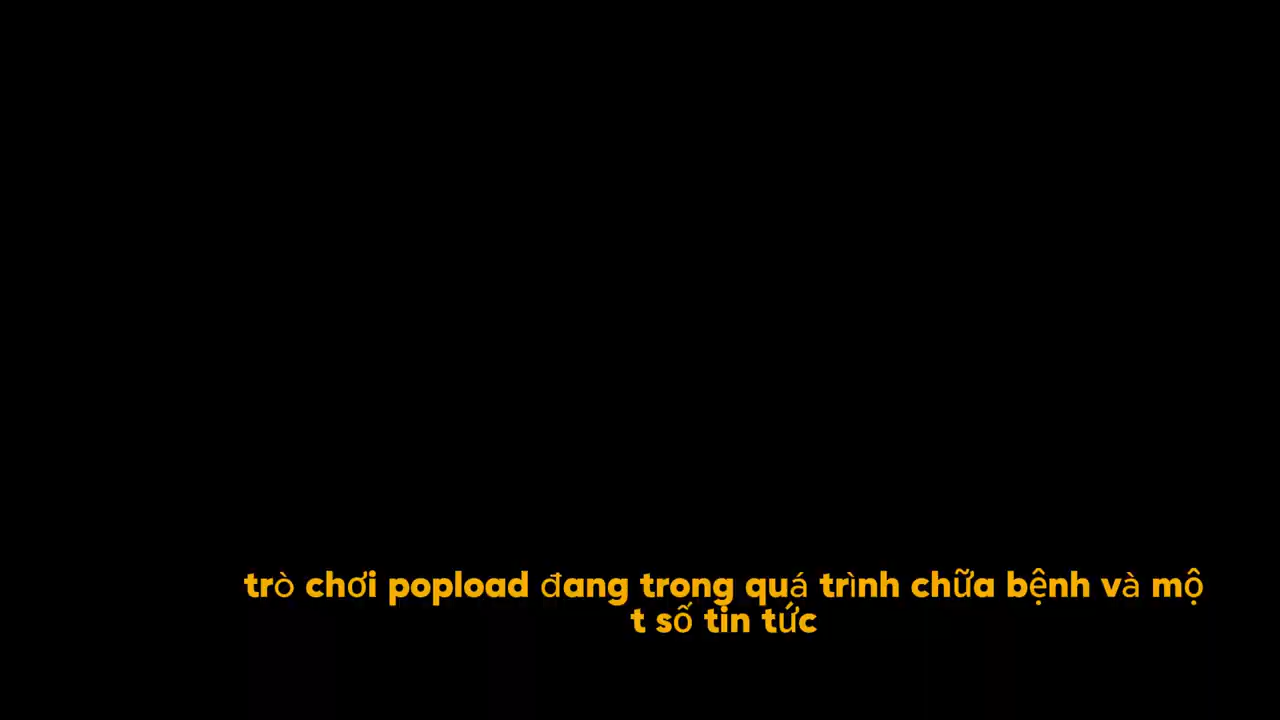 trò chơi popload đang trong quá trình chữa bệnh và mộ
t số tin tức